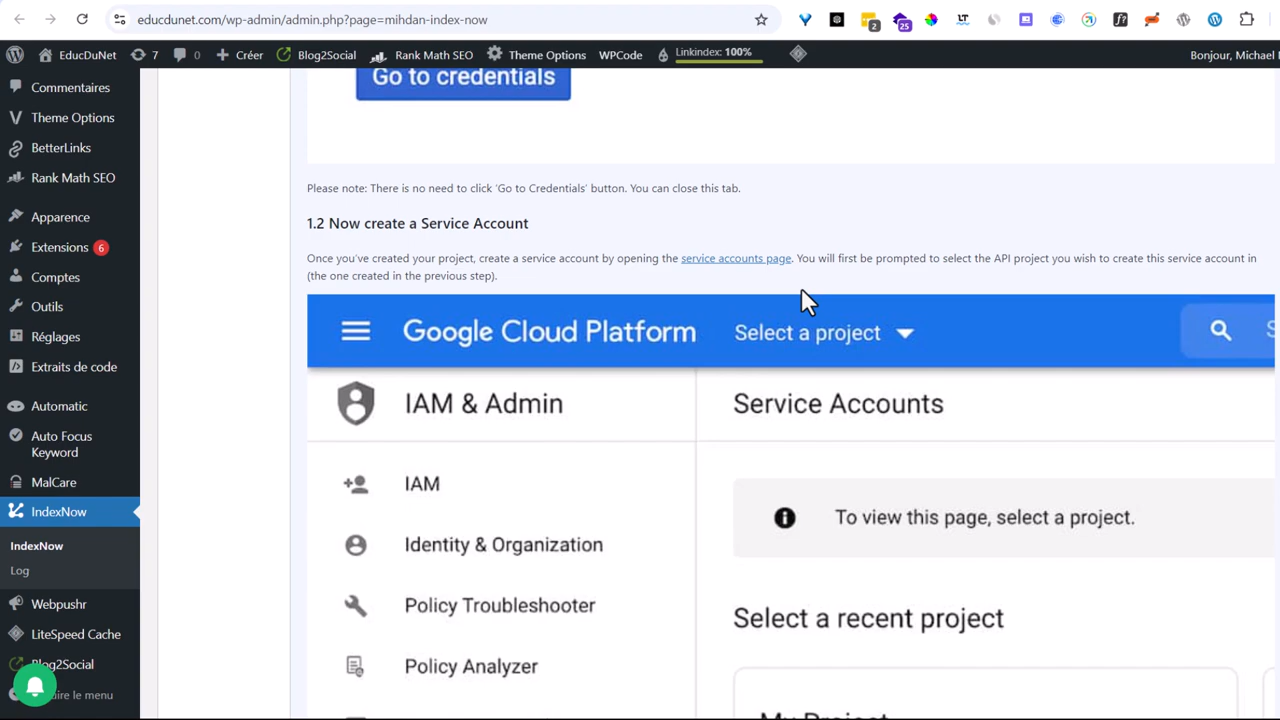 educdunet.com/wp-admin/admin.php?page=mihdan-index-now
2
25
LT
EducDuNet
7
0
Créer
Blog2Social
Rank Math SEO
Theme Options
WPCode
Linkindex: 100%
Bonjour, Michael
Commentaires
Theme Options
BetterLinks
Rank Math SEO
Apparence
Extensions 6
Comptes
Outils
Réglages
Extraits de code
Automatic
Auto Focus
Keyword
MalCare
IndexNow
IndexNow
Log
Webpushr
LiteSpeed Cache
Blog2Social
le menu
Go to credentials
Please note: There is no need to click 'Go to Credentials' button. You can close this tab.
1.2 Now create a Service Account
Once you've created your project, create a service account by opening the service accounts page. You will first be prompted to select the API project you wish to create this service account in
(the one created in the previous step).
Google Cloud Platform
Select a project
IAM & Admin
Service Accounts
IAM
Identity & Organization
To view this page, select a project.
Policy Troubleshooter
Select a recent project
Policy Analyzer
My Project